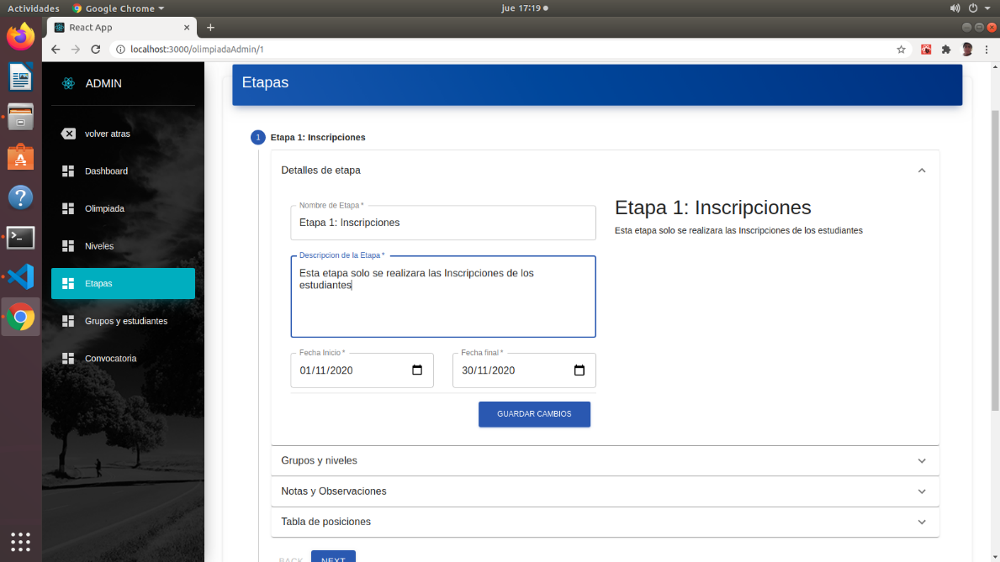 Actividades
Google Chrome
jue 17:19
React App
localhost:3000/olimpiadaAdmin/1
ADMIN
volver atras
Dashboard
Olimpiada
Niveles
Etapas
Grupos y estudiantes
Convocatoria
Etapas
1 Etapa 1: Inscripciones
Detalles de etapa
Nombre de Etapa *
Etapa 1: Inscripciones
Descripcion de la Etapa *
Esta etapa solo se realizara las Inscripciones de los
estudiantes
Fecha Inicio *
01/11/2020
Fecha final *
30/11/2020
GUARDAR CAMBIOS
Etapa 1: Inscripciones
Esta etapa solo se realizara las Inscripciones de los estudiantes
Grupos y niveles
Notas y Observaciones
Tabla de posiciones
BACK
NEXT